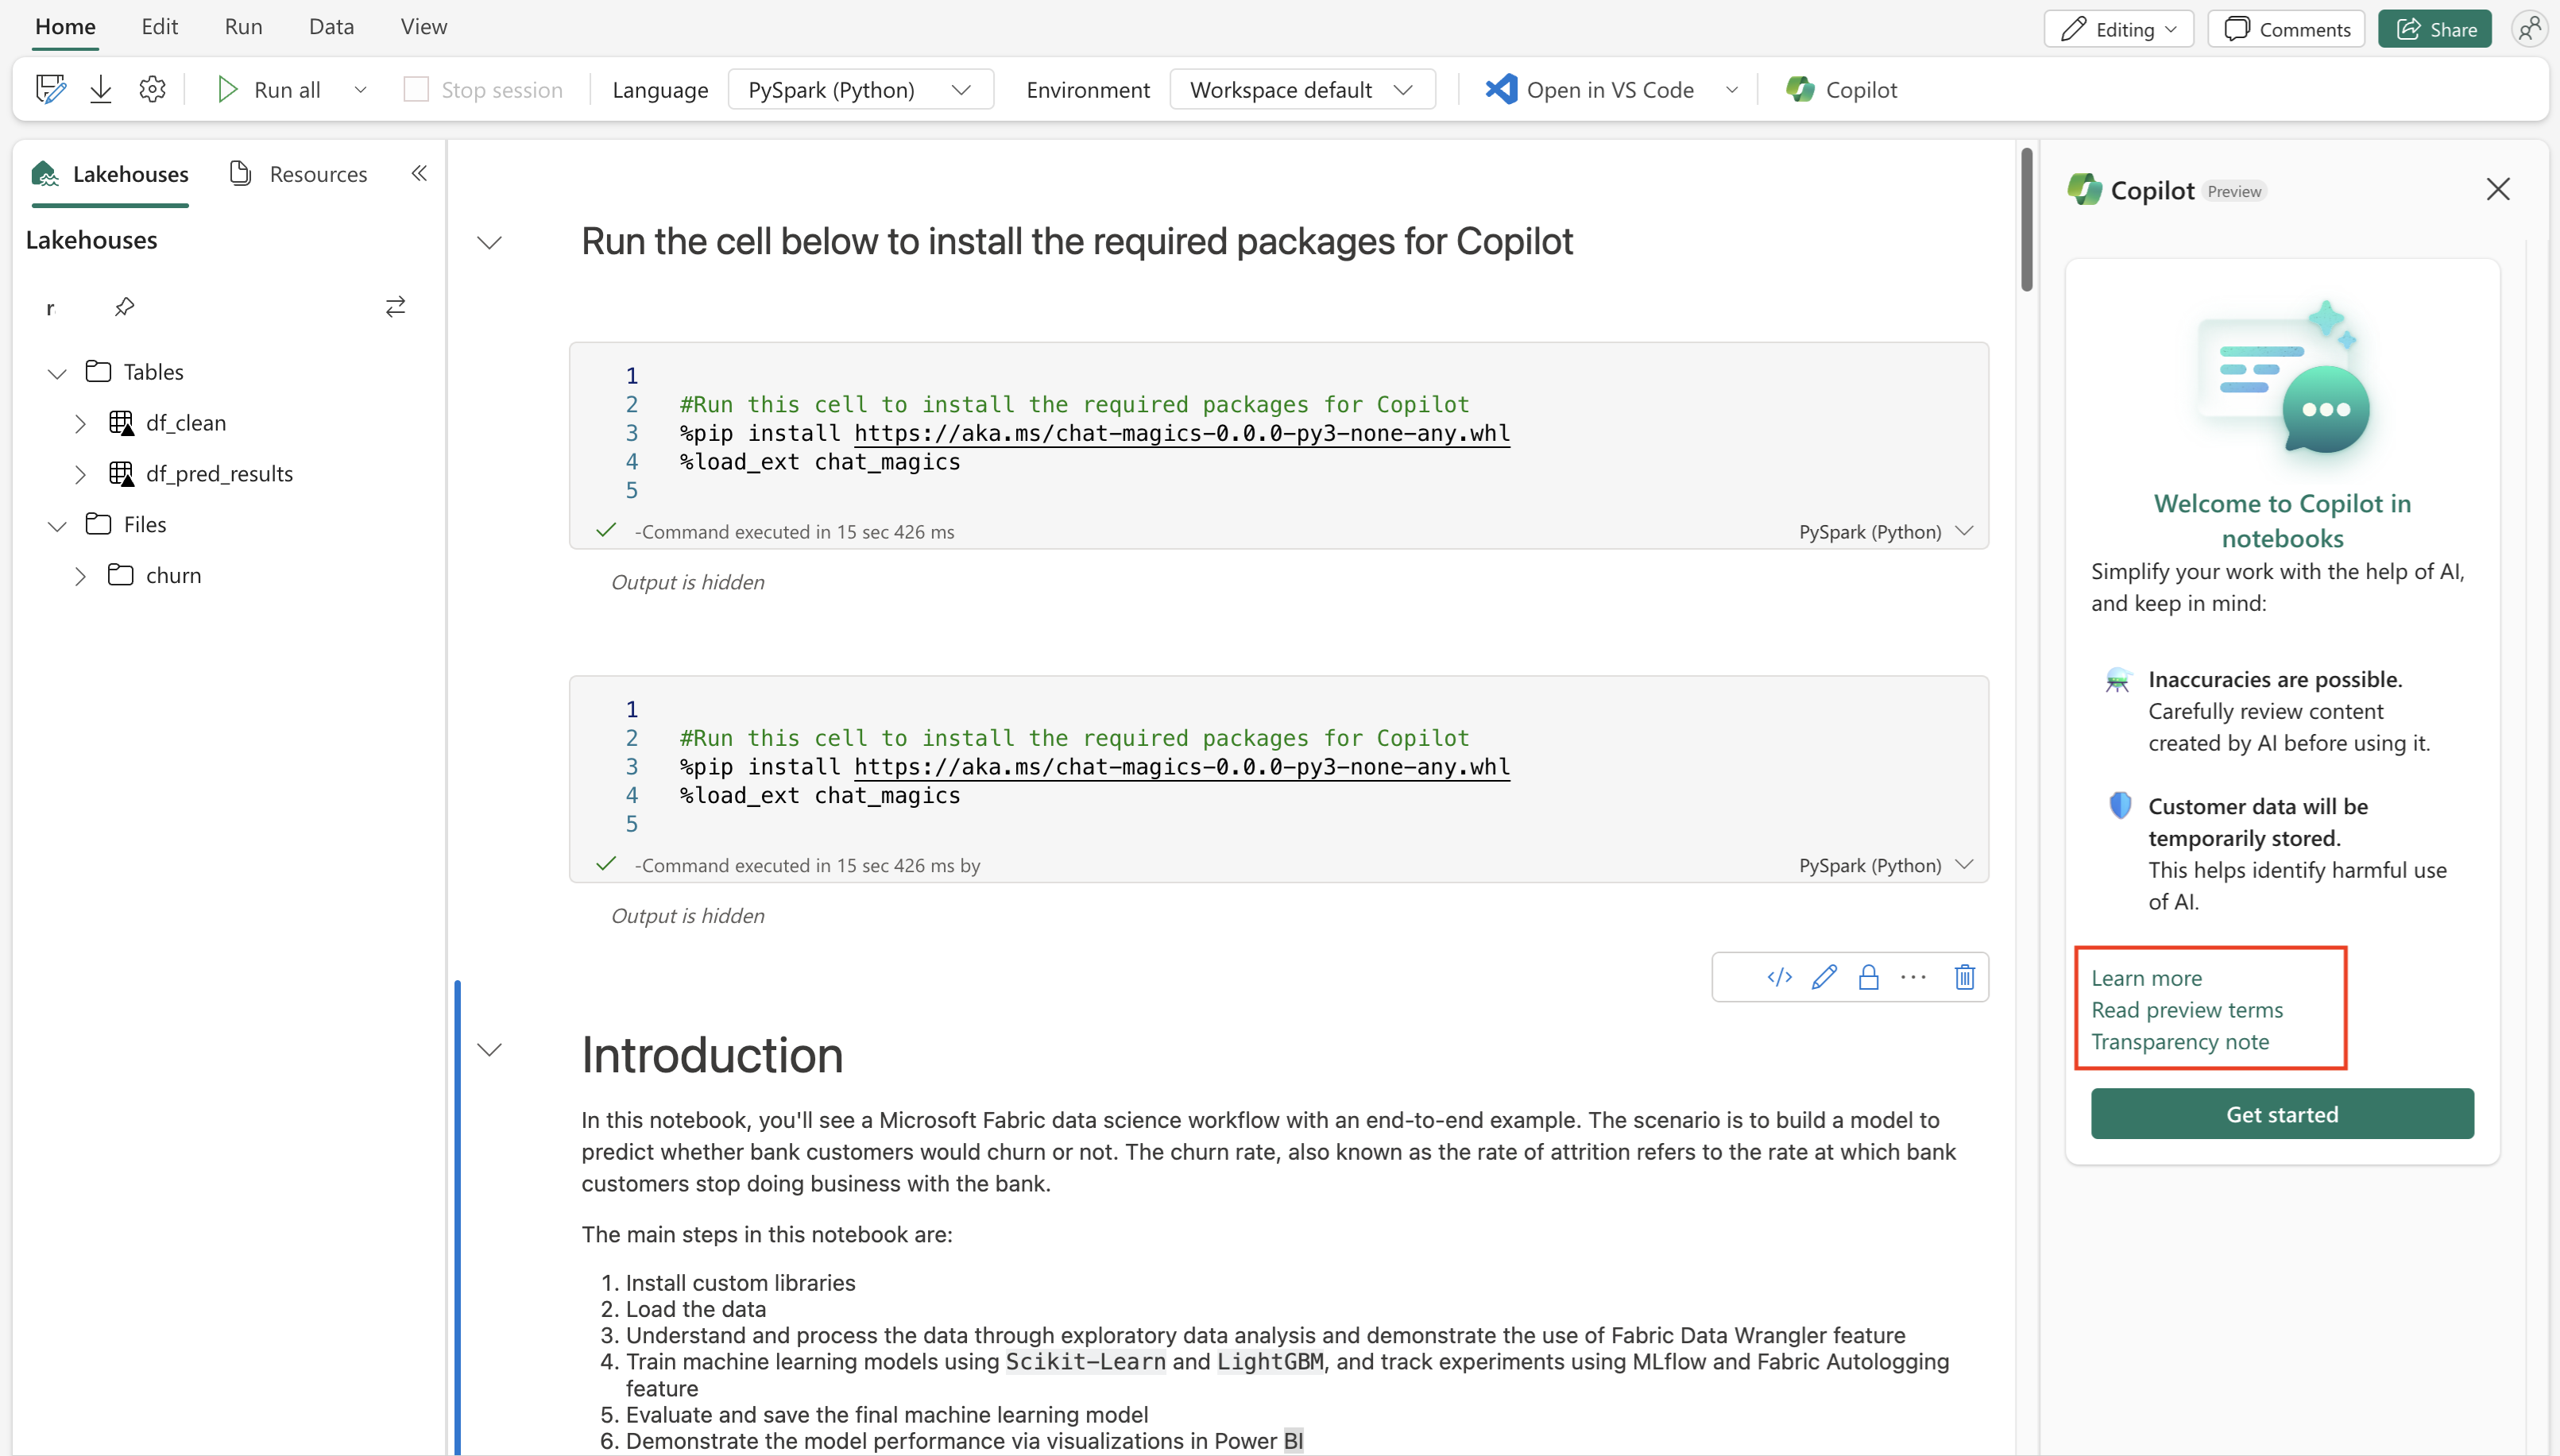 Home Edit Run Data View Editing Comments Share
Run all Stop session Language PySpark (Python) Environment Workspace default Open in VS Code Copilot
Lakehouses Resources
Lakehouses
r
Tables
df_clean
df_pred_results
Files
churn
Run the cell below to install the required packages for Copilot
1
2 #Run this cell to install the required packages for Copilot
3 %pip install https://aka.ms/chat-magics-0.0.0-py3-none-any.whl
4 %load_ext chat_magics
5
-Command executed in 15 sec 426 ms PySpark (Python)
Output is hidden
1
2 #Run this cell to install the required packages for Copilot
3 %pip install https://aka.ms/chat-magics-0.0.0-py3-none-any.whl
4 %load_ext chat_magics
5
-Command executed in 15 sec 426 ms by PySpark (Python)
Output is hidden
Introduction
In this notebook, you'll see a Microsoft Fabric data science workflow with an end-to-end example. The scenario is to build a model to
predict whether bank customers would churn or not. The churn rate, also known as the rate of attrition refers to the rate at which bank
customers stop doing business with the bank.
The main steps in this notebook are:
1. Install custom libraries
2. Load the data
3. Understand and process the data through exploratory data analysis and demonstrate the use of Fabric Data Wrangler feature
4. Train machine learning models using Scikit-Learn and LightGBM, and track experiments using MLflow and Fabric Autologging
feature
5. Evaluate and save the final machine learning model
6. Demonstrate the model performance via visualizations in Power BI
Copilot Preview
Welcome to Copilot in
notebooks
Simplify your work with the help of AI,
and keep in mind:
Inaccuracies are possible.
Carefully review content
created by AI before using it.
Customer data will be
temporarily stored.
This helps identify harmful use
of AI.
Learn more
Read preview terms
Transparency note
Get started